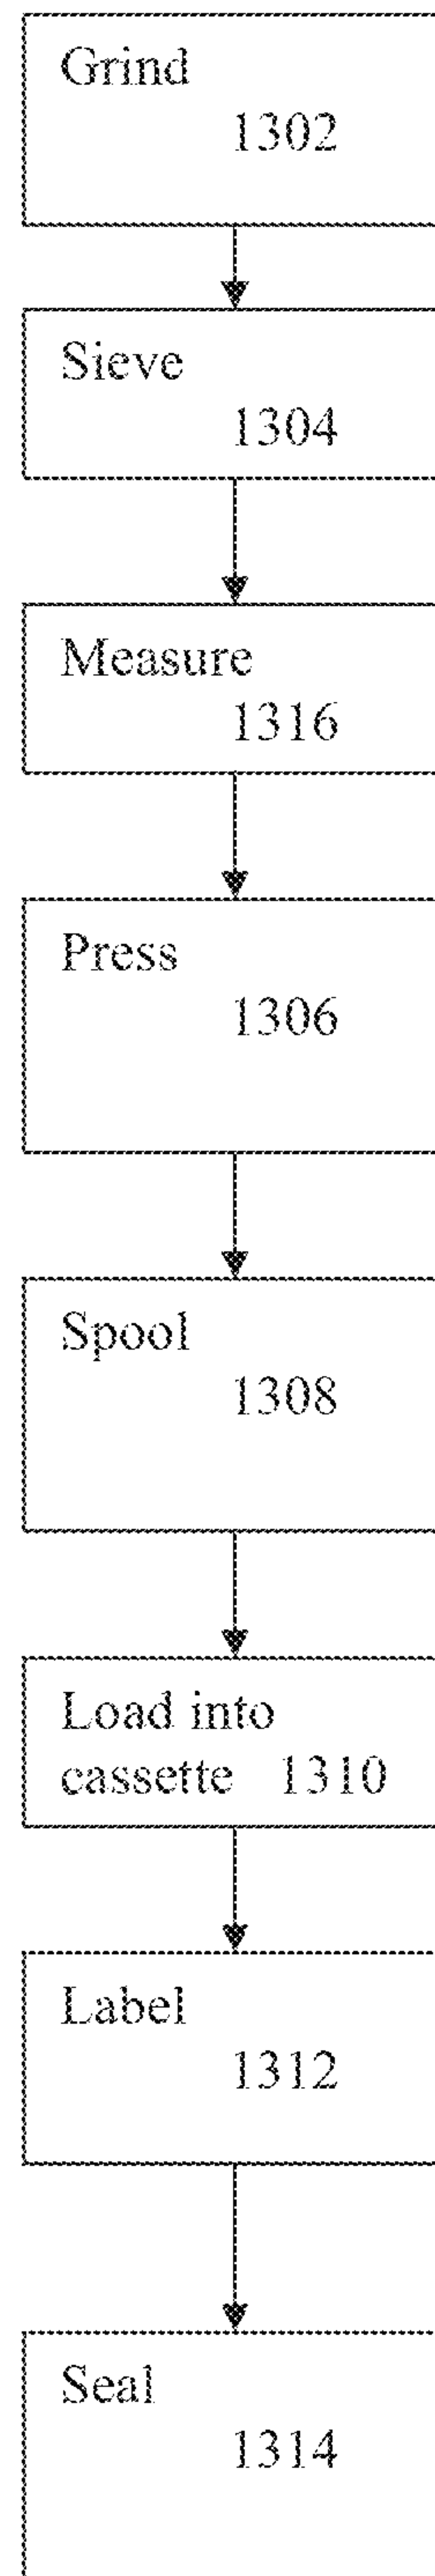 Grind
1302
Sieve
1304
Measure
1316
Press
1306
Spool
1308
Load into
cassette 1310
Label
1312
Seal
1314